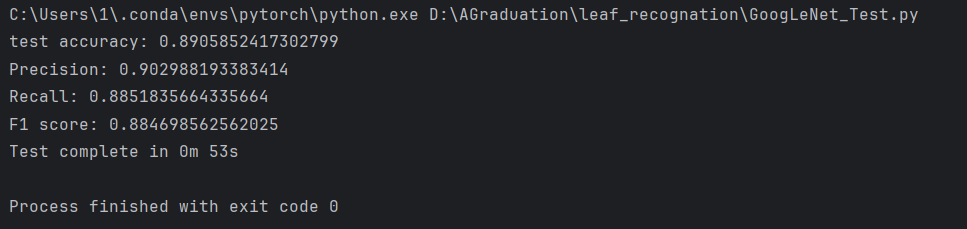 C:\Users\1\.conda\envs\pytorch\python.exe D:\AGraduation\leaf_recognation\GoogLeNet_Test.py
test accuracy: 0.8905852417302799
Precision: 0.902988193383414
Recall: 0.8851835664335664
F1 score: 0.884698562562025
Test complete in 0m 53s
Process finished with exit code 0